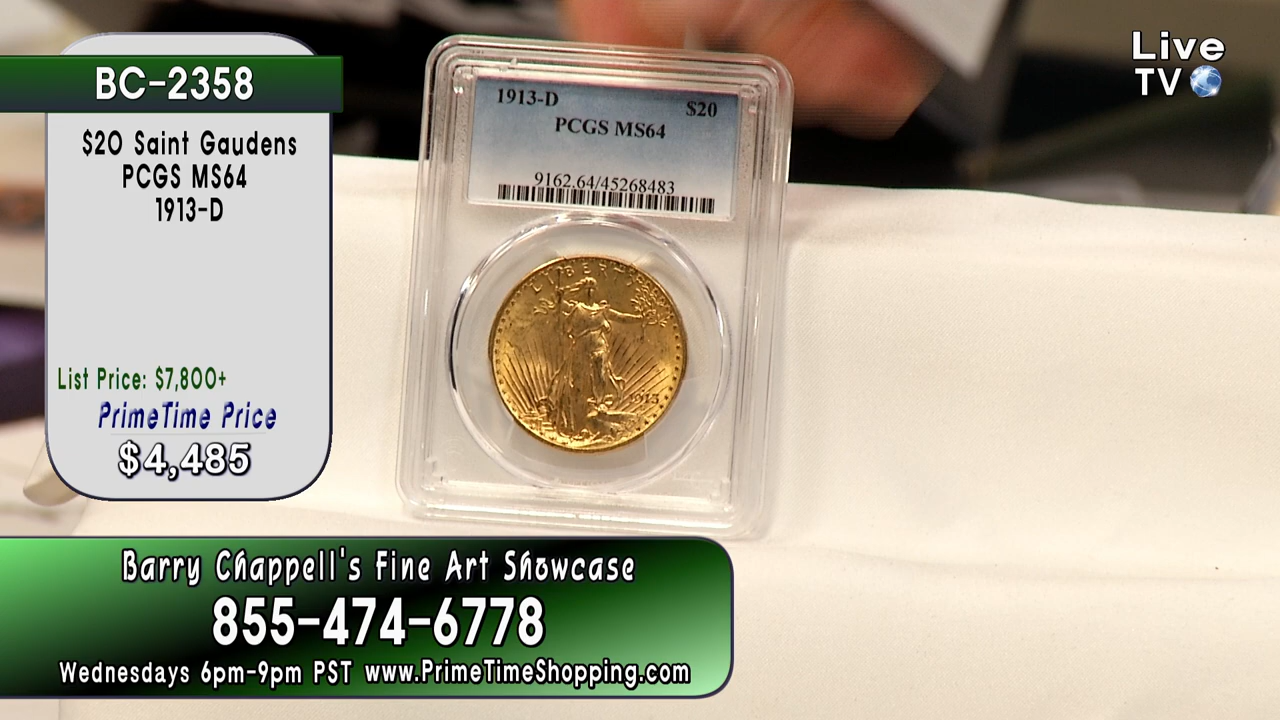 BC-2358
$20 Saint Gaudens
PCGS MS64
1913-D
List Price: $7,800+
PrimeTime Price
$4,485
1913-D $20
PCGS MS64
9162.64/45268483
LIBERTY
1913
Live
TV
Barry Chappell's Fine Art Showcase
855-474-6778
Wednesdays 6pm-9pm PST www.PrimeTimeShopping.com